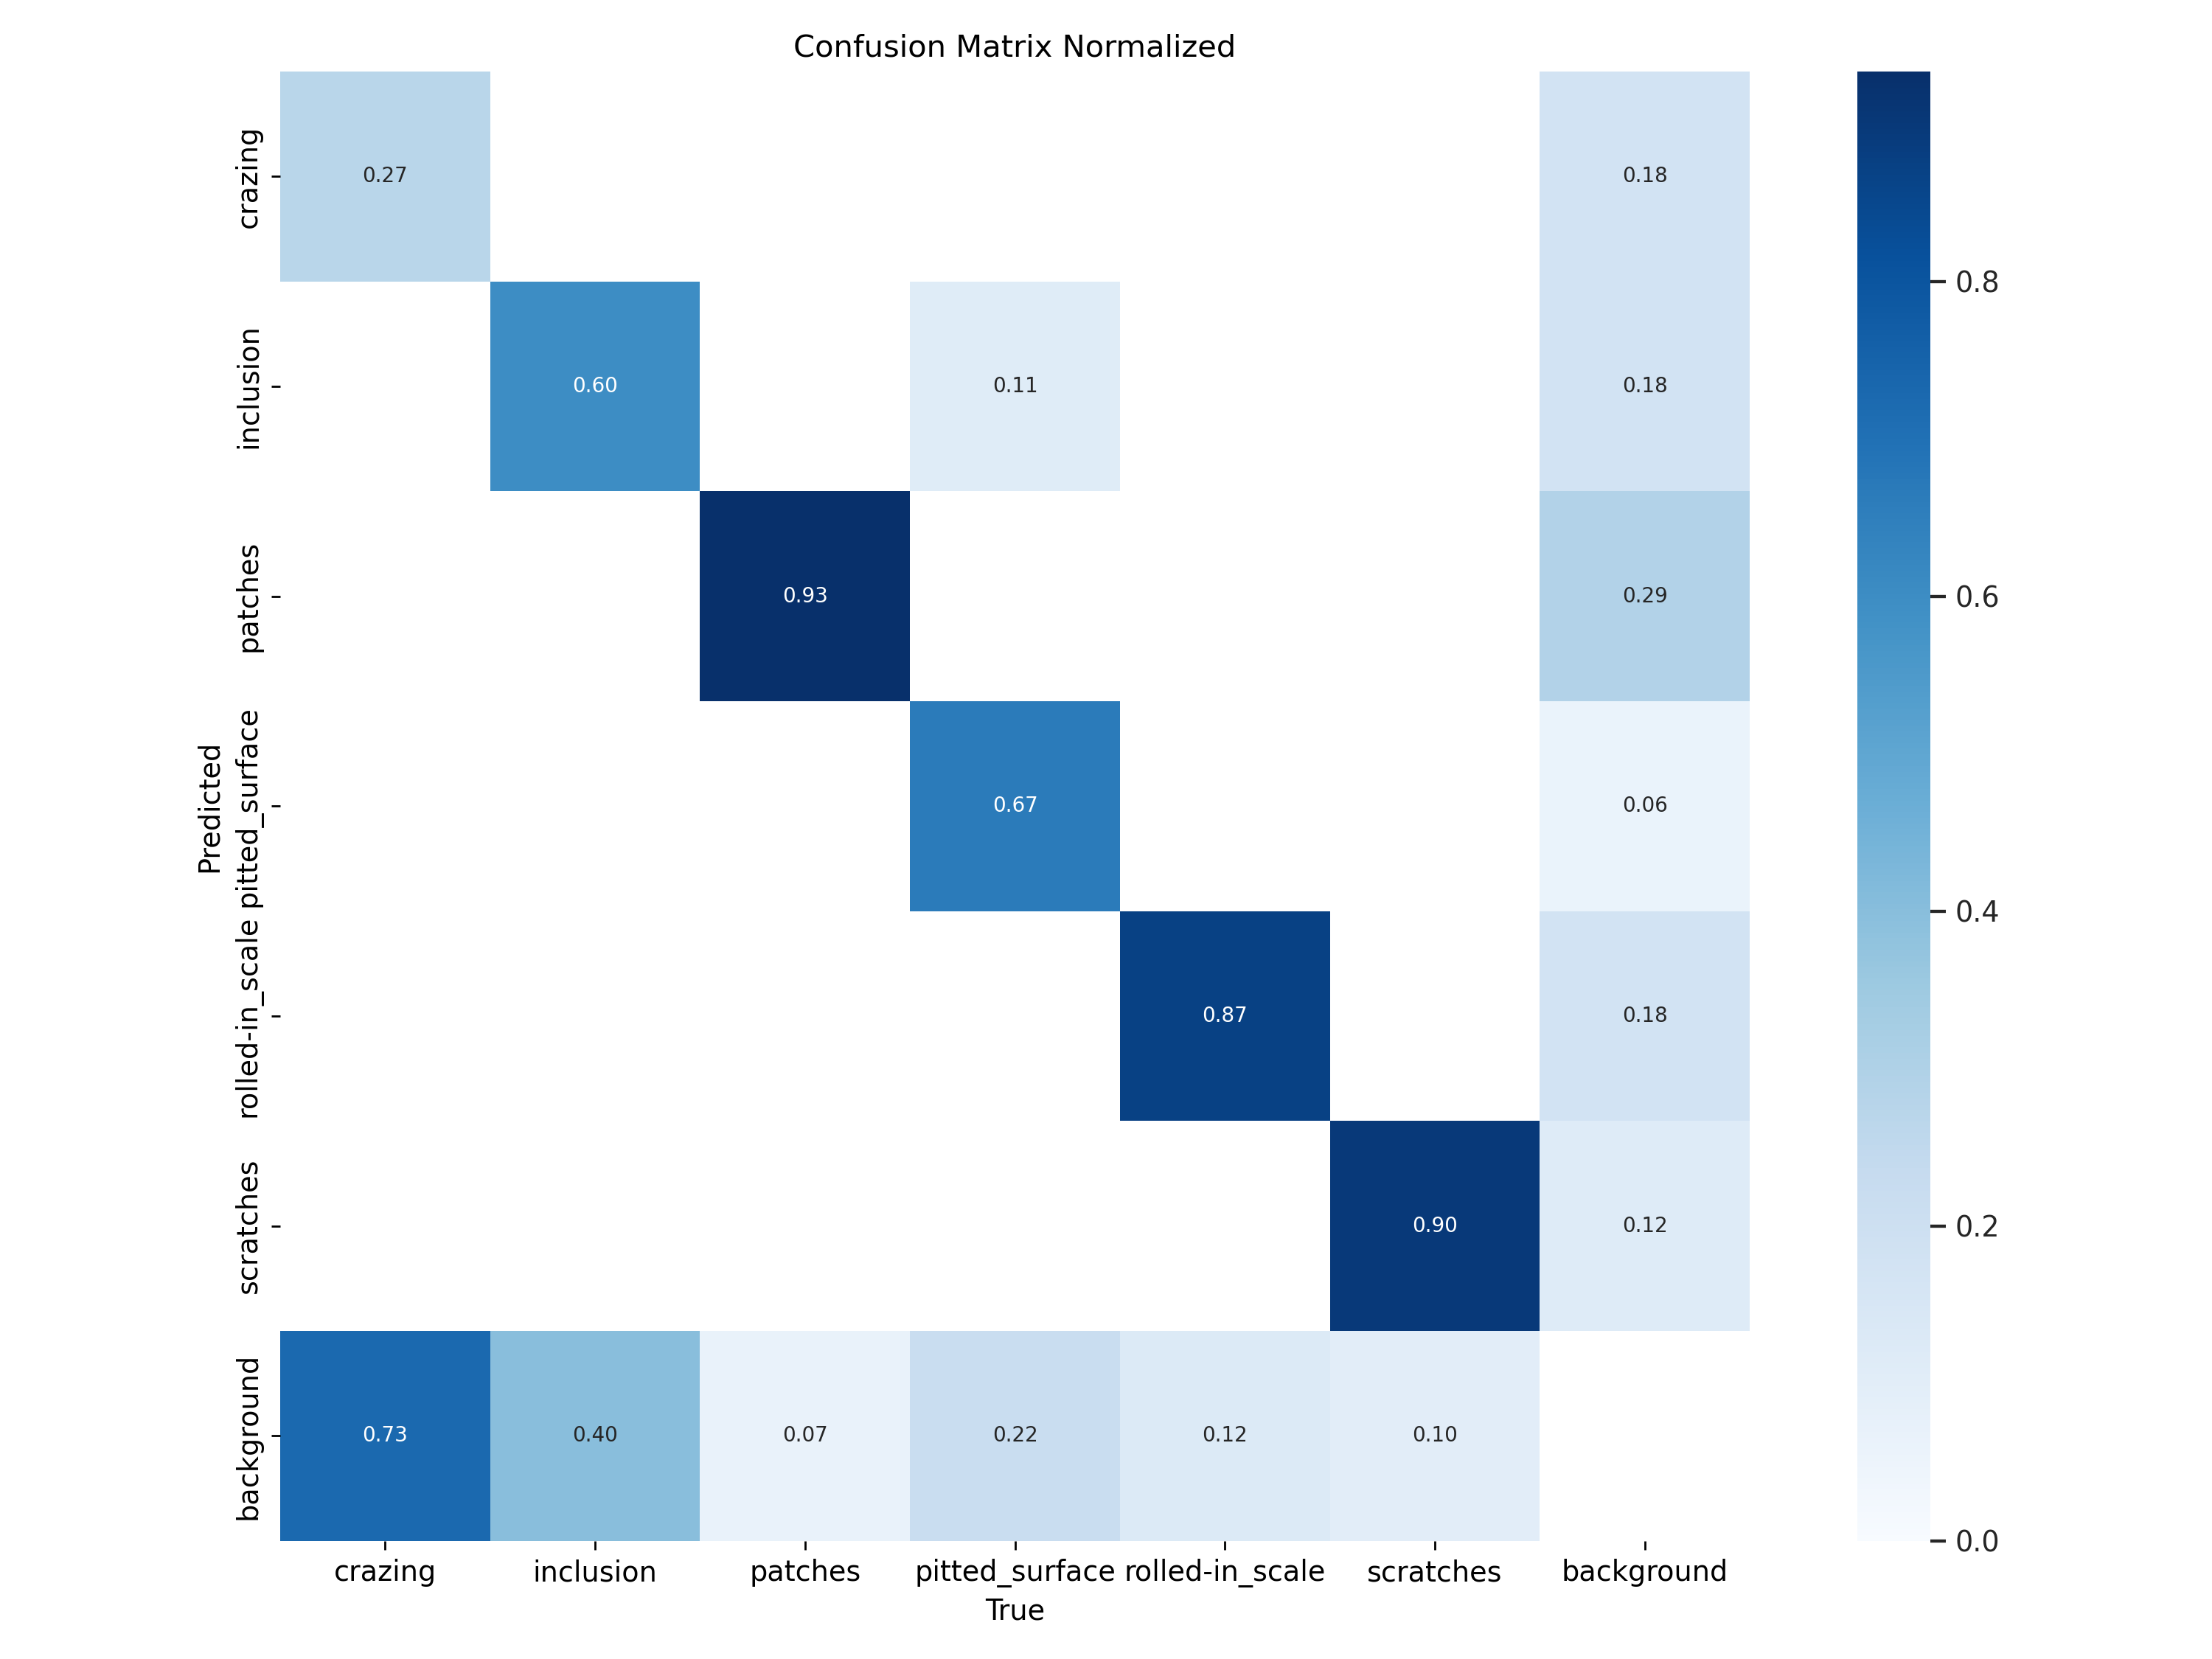 Confusion Matrix Normalized
crazing
0.27
0.18
inclusion
0.60
0.11
0.18
patches
0.93
0.29
pitted_surface
0.67
0.06
rolled-in_scale
0.87
0.18
scratches
0.90
0.12
background
0.73
0.40
0.07
0.22
0.12
0.10
Predicted
crazing
inclusion
patches
pitted_surface
rolled-in_scale
scratches
background
True
0.8
0.6
0.4
0.2
0.0